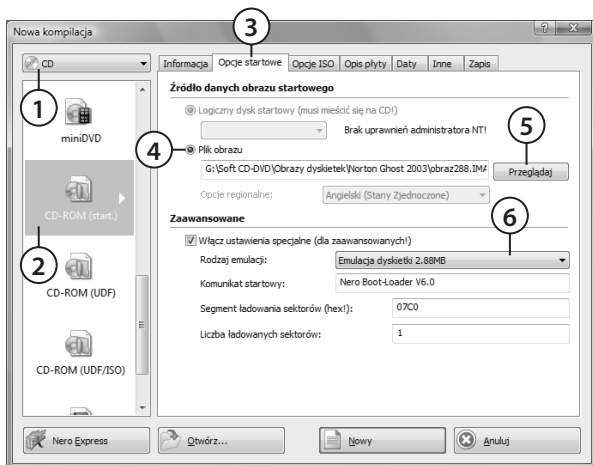 Nowa kompilacja
3
CD
Informacja Opcje startowe Opcje ISO Opis płyty Daty Inne Zapis
1
Źródło danych obrazu startowego
Logiczny dysk startowy (musi mieścić się na CD!)
Brak uprawnień administratora NT!
5
miniDVD
4
Plik obrazu
G:\Soft CD-DVD\Obrazy dyskietek\Norton Ghost 2003\obraz288.IMA
Przeglądaj
Opcje regionalne: Angielski (Stany Zjednoczone)
CD-ROM (start.)
Zaawansowane
6
2
Włącz ustawienia specjalne (dla zaawansowanych!)
Rodzaj emulacji: Emulacja dyskietki 2.88MB
Komunikat startowy: Nero Boot-Loader V6.0
CD-ROM (UDF)
Segment ładowania sektorów (hex!): 07C0
Liczba ładowanych sektorów: 1
CD-ROM (UDF/ISO)
Nero Express Otwórz... Nowy Anuluj